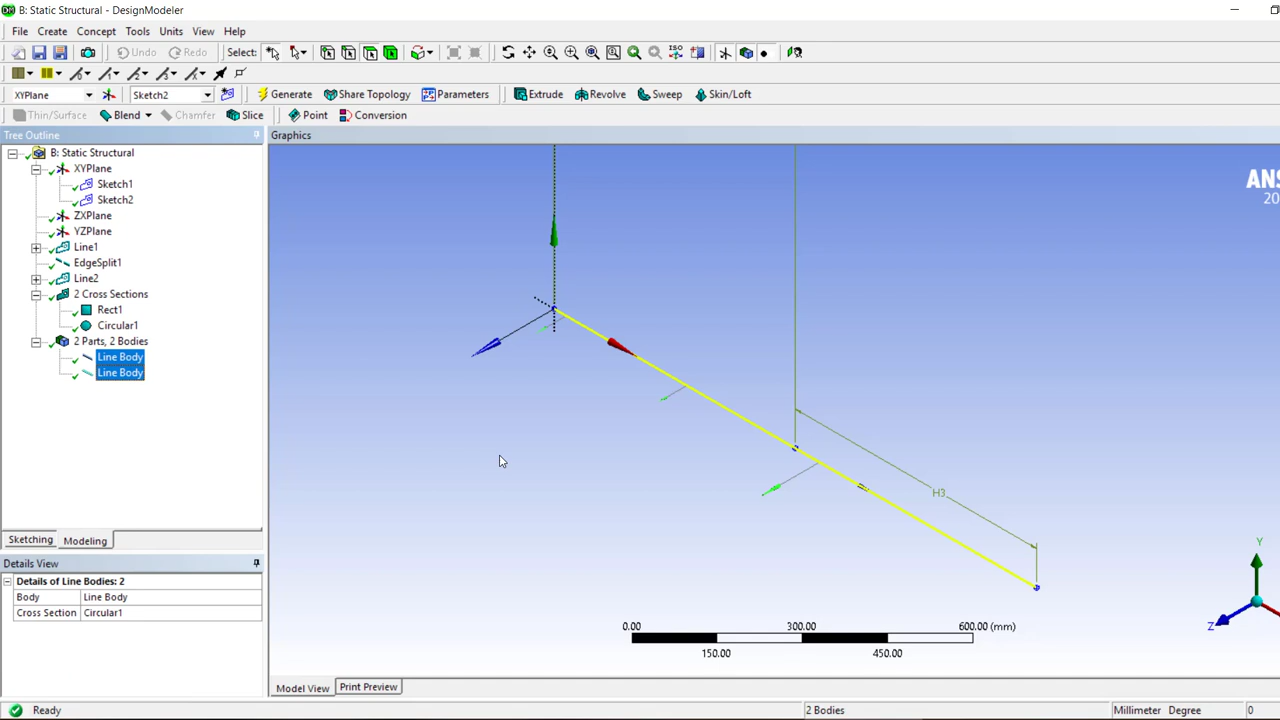 B: Static Structural - DesignModeler
File Create Concept Tools Units View Help
Undo Redo Select: ISO
XYPlane Sketch2 Generate Share Topology Parameters Extrude Revolve Sweep Skin/Loft
Thin/Surface Blend Chamfer Slice Point Conversion
Tree Outline
B: Static Structural
XYPlane
Sketch1
Sketch2
ZXPlane
YZPlane
Line1
EdgeSplit1
Line2
2 Cross Sections
Rect1
Circular1
2 Parts, 2 Bodies
Line Body
Line Body
Sketching Modeling
Details View
Details of Line Bodies: 2
Body Line Body
Cross Section Circular1
Graphics
ANS
20
H3
0.00 300.00 600.00 (mm)
150.00 450.00
Y
Z
Model View Print Preview
Ready 2 Bodies Millimeter Degree 0